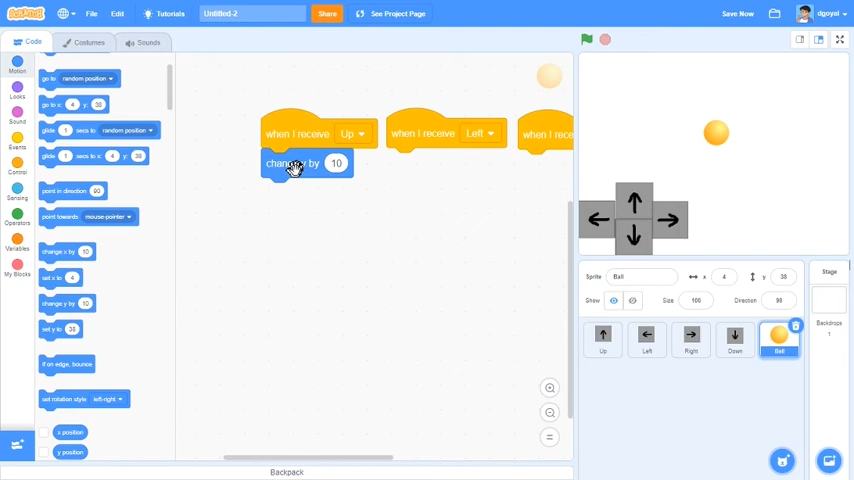 SCRATCH File Edit Tutorials Untitled-2 Share See Project Page Save Now dgoyal
Code Costumes Sounds
Motion
Looks
Sound
Events
Control
Sensing
Operators
Variables
My Blocks
go to random position
go to x: 4 y: 38
glide 1 secs to random position
glide 1 secs to x: 4 y: 38
point in direction 90
point towards mouse-pointer
change x by 10
set x to 4
change y by 10
set y to 38
if on edge, bounce
set rotation style left-right
x position
y position
when I receive Up
change y by 10
when I receive Left
when I rece
Sprite Ball x 4 y 38
Show Size 100 Direction 90
Up Left Right Down Ball
Stage
Backdrops
1
Backpack